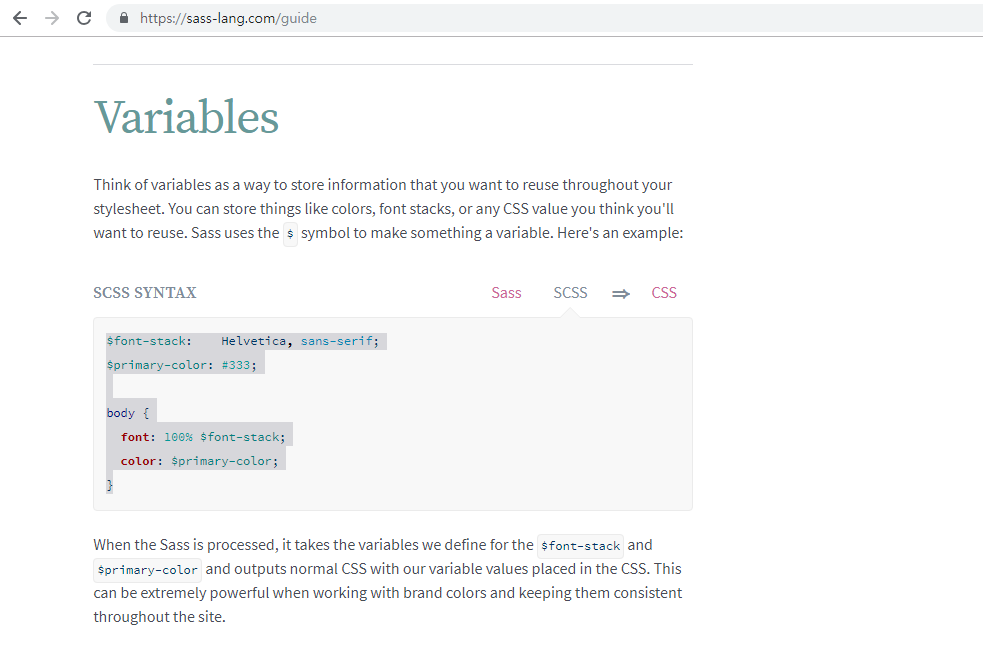 https://sass-lang.com/guide
Variables
Think of variables as a way to store information that you want to reuse throughout your
stylesheet. You can store things like colors, font stacks, or any CSS value you think you'll
want to reuse. Sass uses the $ symbol to make something a variable. Here's an example:
SCSS SYNTAX Sass SCSS ⇒ CSS
$font-stack:    Helvetica, sans-serif;
$primary-color: #333;
body {
  font: 100% $font-stack;
  color: $primary-color;
}
When the Sass is processed, it takes the variables we define for the $font-stack and
$primary-color and outputs normal CSS with our variable values placed in the CSS. This
can be extremely powerful when working with brand colors and keeping them consistent
throughout the site.